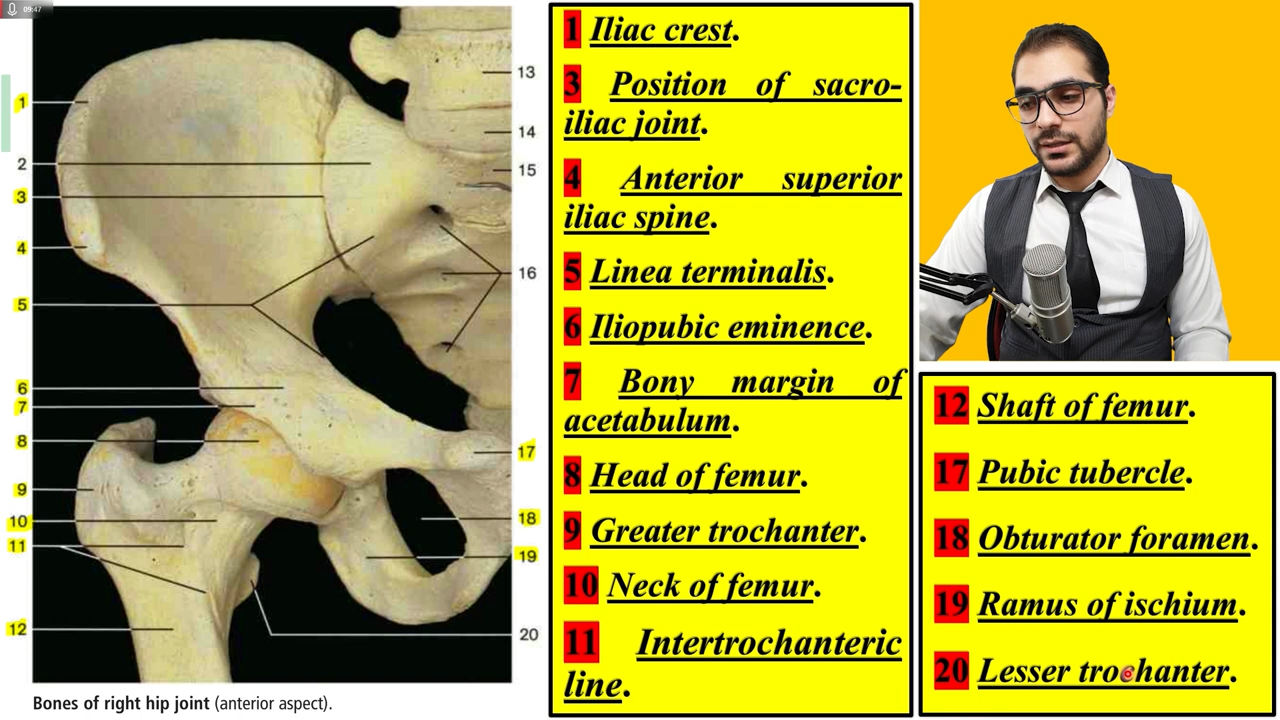 09:47
1
2
3
4
5
6
7
8
9
10
11
12
13
14
15
16
17
18
19
20
Bones of right hip joint (anterior aspect).
1 Iliac crest.
3 Position of sacro-
iliac joint.
4 Anterior superior
iliac spine.
5 Linea terminalis.
6 Iliopubic eminence.
7 Bony margin of
acetabulum.
8 Head of femur.
9 Greater trochanter.
10 Neck of femur.
11 Intertrochanteric
line.
12 Shaft of femur.
17 Pubic tubercle.
18 Obturator foramen.
19 Ramus of ischium.
20 Lesser trochanter.